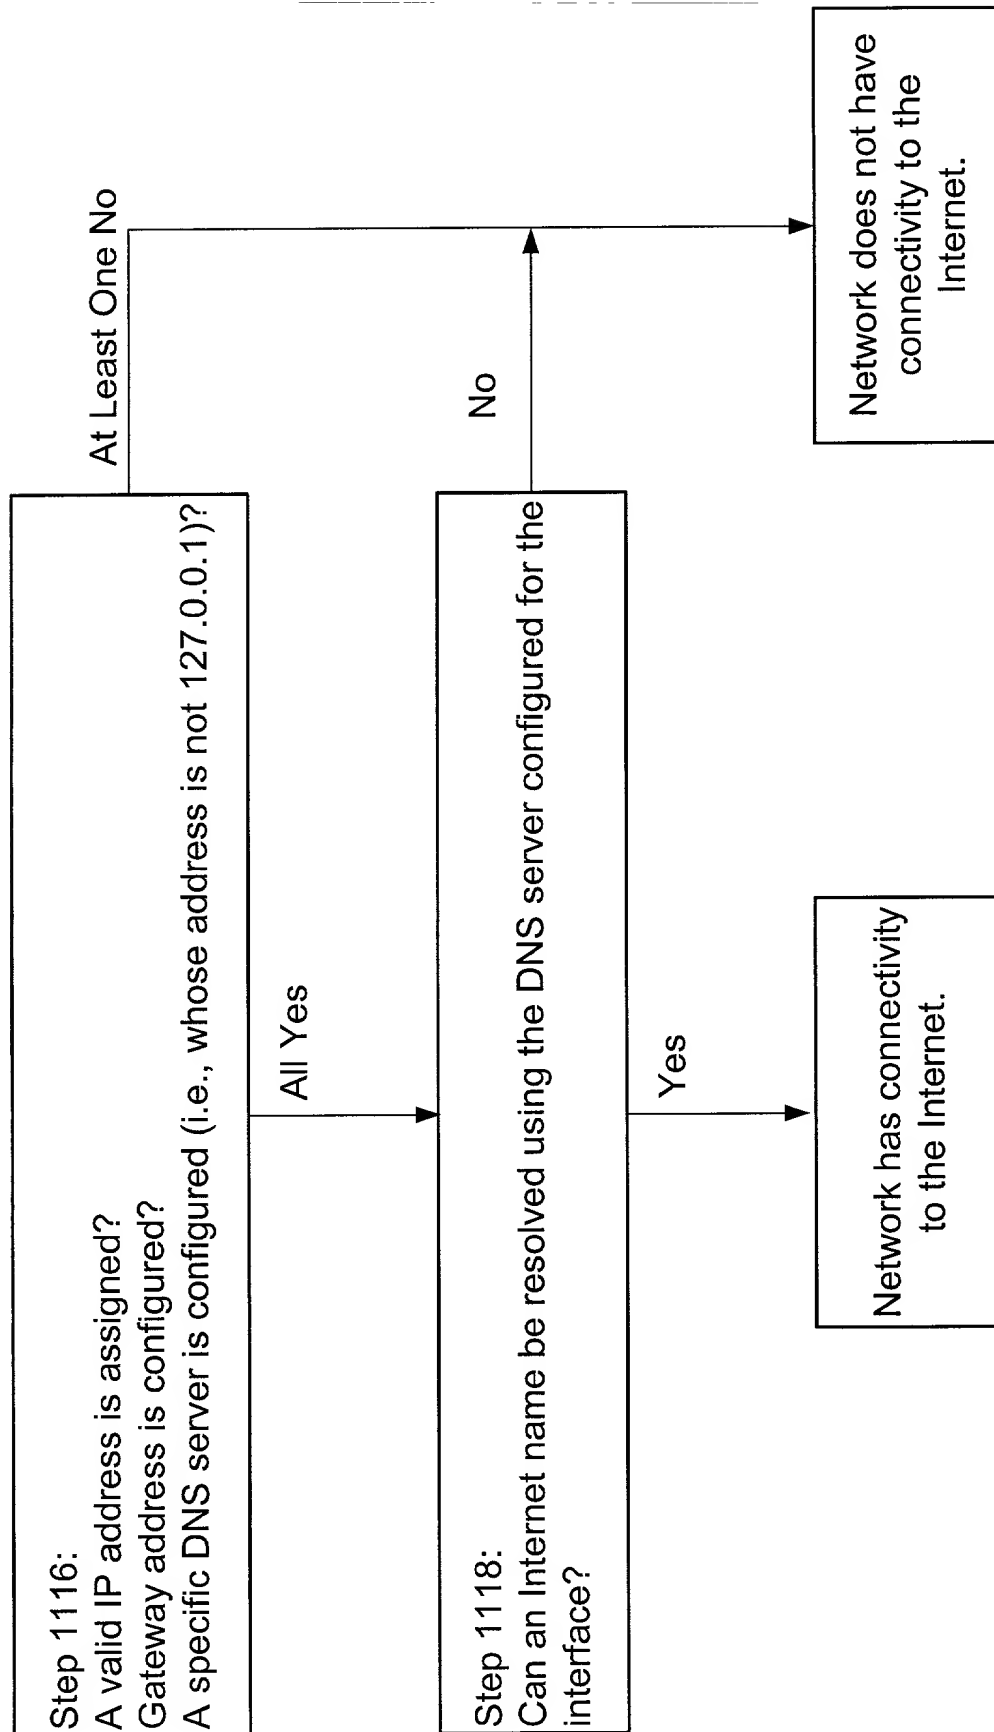 Step 1116:
A valid IP address is assigned?
Gateway address is configured?
A specific DNS server is configured (i.e., whose address is not 127.0.0.1)?
At Least One No
All Yes
Step 1118:
Can an Internet name be resolved using the DNS server configured for the
interface?
No
Yes
Network has connectivity
to the Internet.
Network does not have
connectivity to the
Internet.